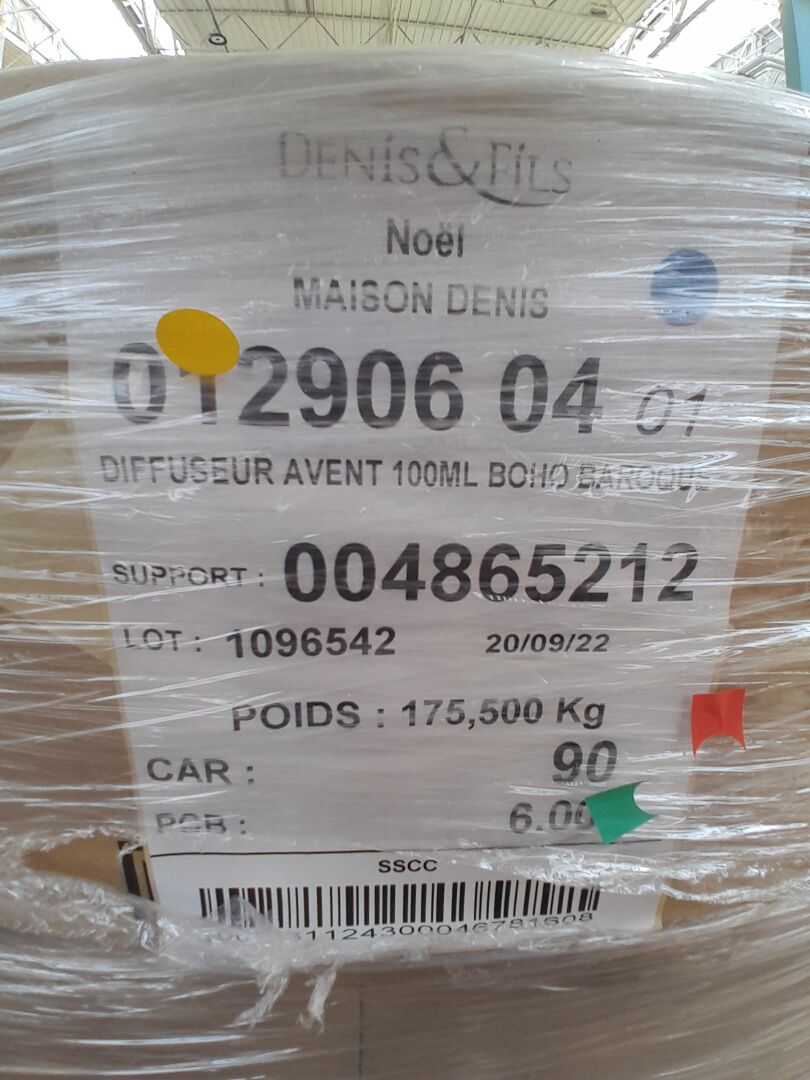 DENIS & FILS
Noël
MAISON DENIS
012906 04 01
DIFFUSEUR AVENT 100ML BOHO BAROQUE
SUPPORT : 004865212
LOT : 1096542 20/09/22
POIDS : 175,500 Kg
CAR : 90
PCB : 6.00
SSCC